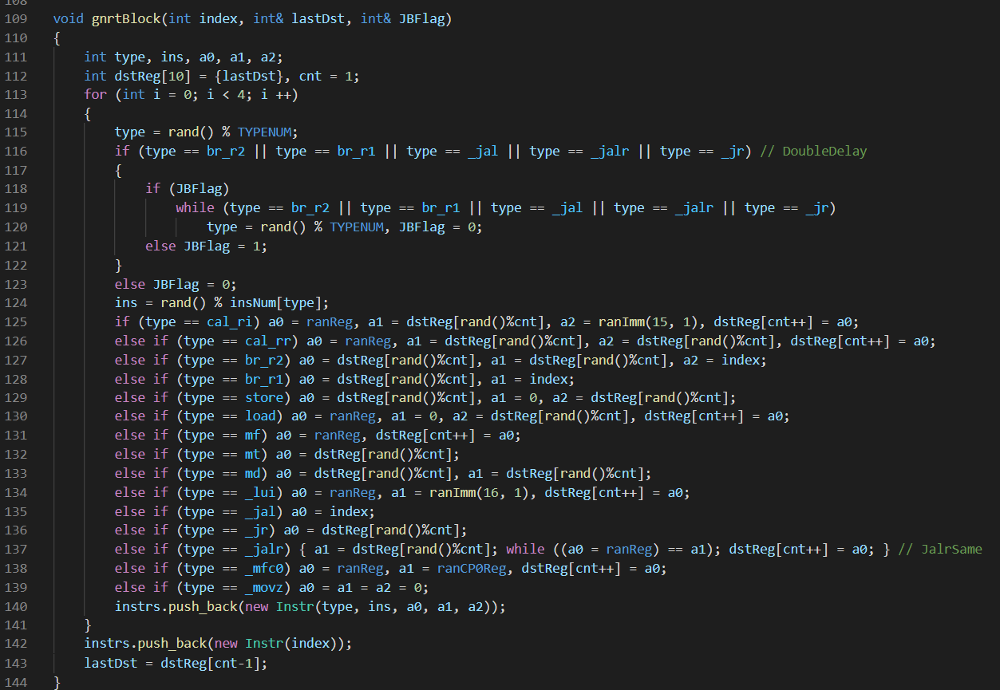 108
109 void gnrtBlock(int index, int& lastDst, int& JBFlag)
110 {
111     int type, ins, a0, a1, a2;
112     int dstReg[10] = {lastDst}, cnt = 1;
113     for (int i = 0; i < 4; i ++)
114     {
115         type = rand() % TYPENUM;
116         if (type == br_r2 || type == br_r1 || type == _jal || type == _jalr || type == _jr) // DoubleDelay
117         {
118             if (JBFlag)
119                 while (type == br_r2 || type == br_r1 || type == _jal || type == _jalr || type == _jr)
120                     type = rand() % TYPENUM, JBFlag = 0;
121             else JBFlag = 1;
122         }
123         else JBFlag = 0;
124         ins = rand() % insNum[type];
125         if (type == cal_ri) a0 = ranReg, a1 = dstReg[rand()%cnt], a2 = ranImm(15, 1), dstReg[cnt++] = a0;
126         else if (type == cal_rr) a0 = ranReg, a1 = dstReg[rand()%cnt], a2 = dstReg[rand()%cnt], dstReg[cnt++] = a0;
127         else if (type == br_r2) a0 = dstReg[rand()%cnt], a1 = dstReg[rand()%cnt], a2 = index;
128         else if (type == br_r1) a0 = dstReg[rand()%cnt], a1 = index;
129         else if (type == store) a0 = dstReg[rand()%cnt], a1 = 0, a2 = dstReg[rand()%cnt];
130         else if (type == load) a0 = ranReg, a1 = 0, a2 = dstReg[rand()%cnt], dstReg[cnt++] = a0;
131         else if (type == mf) a0 = ranReg, dstReg[cnt++] = a0;
132         else if (type == mt) a0 = dstReg[rand()%cnt];
133         else if (type == md) a0 = dstReg[rand()%cnt], a1 = dstReg[rand()%cnt];
134         else if (type == _lui) a0 = ranReg, a1 = ranImm(16, 1), dstReg[cnt++] = a0;
135         else if (type == _jal) a0 = index;
136         else if (type == _jr) a0 = dstReg[rand()%cnt];
137         else if (type == _jalr) { a1 = dstReg[rand()%cnt]; while ((a0 = ranReg) == a1); dstReg[cnt++] = a0; } // JalrSame
138         else if (type == _mfc0) a0 = ranReg, a1 = ranCP0Reg, dstReg[cnt++] = a0;
139         else if (type == _movz) a0 = a1 = a2 = 0;
140         instrs.push_back(new Instr(type, ins, a0, a1, a2));
141     }
142     instrs.push_back(new Instr(index));
143     lastDst = dstReg[cnt-1];
144 }